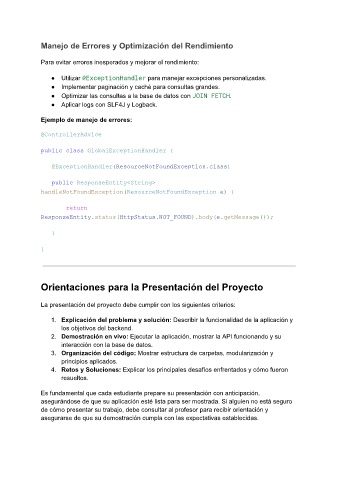 Manejo de Errores y Optimización del Rendimiento
Para evitar errores inesperados y mejorar el rendimiento:
● Utilizar @ExceptionHandler para manejar excepciones personalizadas.
● Implementar paginación y caché para consultas grandes.
● Optimizar las consultas a la base de datos con JOIN FETCH.
● Aplicar logs con SLF4J y Logback.
Ejemplo de manejo de errores:
@ControllerAdvice
public class GlobalExceptionHandler {
@ExceptionHandler(ResourceNotFoundException.class)
public ResponseEntity<String>
handleNotFoundException(ResourceNotFoundException e) {
return
ResponseEntity.status(HttpStatus.NOT_FOUND).body(e.getMessage());
}
}
Orientaciones para la Presentación del Proyecto
La presentación del proyecto debe cumplir con los siguientes criterios:
1. Explicación del problema y solución: Describir la funcionalidad de la aplicación y
los objetivos del backend.
2. Demostración en vivo: Ejecutar la aplicación, mostrar la API funcionando y su
interacción con la base de datos.
3. Organización del código: Mostrar estructura de carpetas, modularización y
principios aplicados.
4. Retos y Soluciones: Explicar los principales desafíos enfrentados y cómo fueron
resueltos.
Es fundamental que cada estudiante prepare su presentación con anticipación,
asegurándose de que su aplicación esté lista para ser mostrada. Si alguien no está seguro
de cómo presentar su trabajo, debe consultar al profesor para recibir orientación y
asegurarse de que su demostración cumpla con las expectativas establecidas.